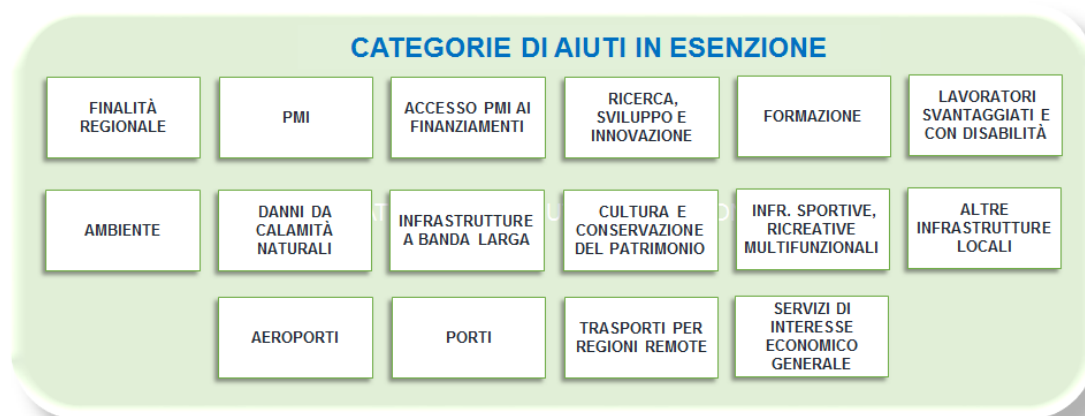 CATEGORIE DI AIUTI IN ESENZIONE
FINALITÀ
REGIONALE
PMI
ACCESSO PMI AI
FINANZIAMENTI
RICERCA,
SVILUPPO E
INNOVAZIONE
FORMAZIONE
LAVORATORI
SVANTAGGIATI E
CON DISABILITÀ
AMBIENTE
DANNI DA
CALAMITÀ
NATURALI
INFRASTRUTTURE
A BANDA LARGA
CULTURA E
CONSERVAZIONE
DEL PATRIMONIO
INFR. SPORTIVE,
RICREATIVE
MULTIFUNZIONALI
ALTRE
INFRASTRUTTURE
LOCALI
AEROPORTI
PORTI
TRASPORTI PER
REGIONI REMOTE
SERVIZI DI
INTERESSE
ECONOMICO
GENERALE